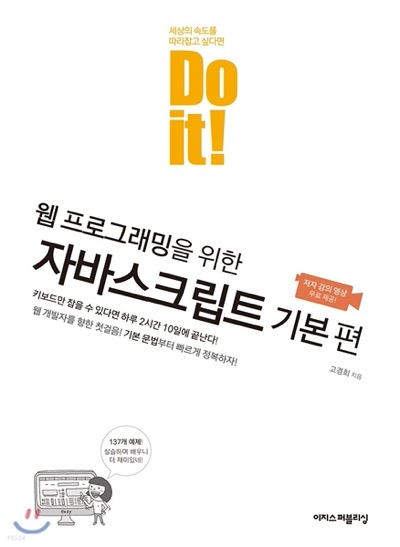 세상의 속도를
따라잡고 싶다면
Do
it!
웹 프로그래밍을 위한
자바스크립트 기본 편
저자 강의 영상
무료 제공!
키보드만 잡을 수 있다면 하루 2시간 10일에 끝난다!
웹 개발자를 향한 첫걸음! 기본 문법부터 빠르게 정복하자!
고경희 지음
137개 예제!
실습하며 배우니
더 재미있네!
Easy
이지스 퍼블리싱
yes24